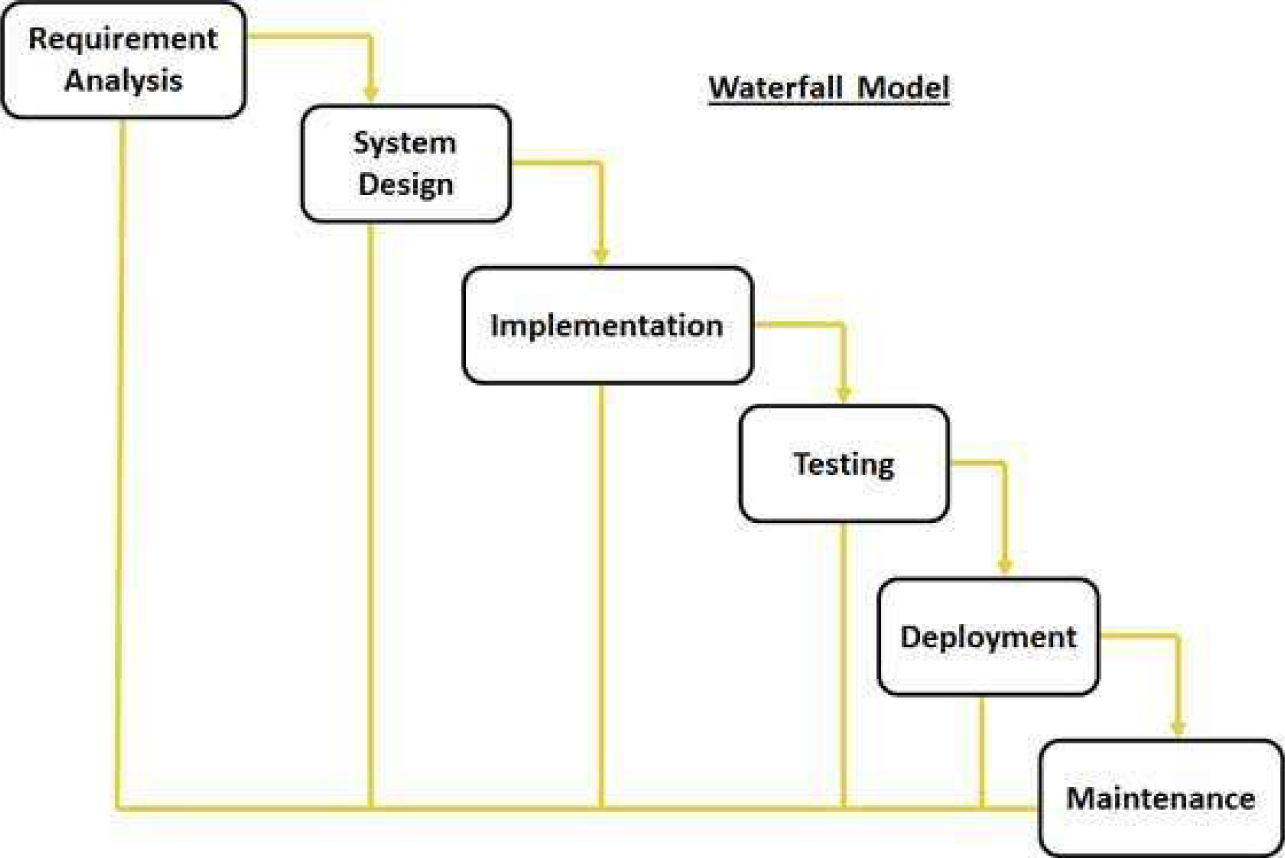 Requirement
Analysis
Waterfall Model
System
Design
Implementation
Testing
Deployment
Maintenance